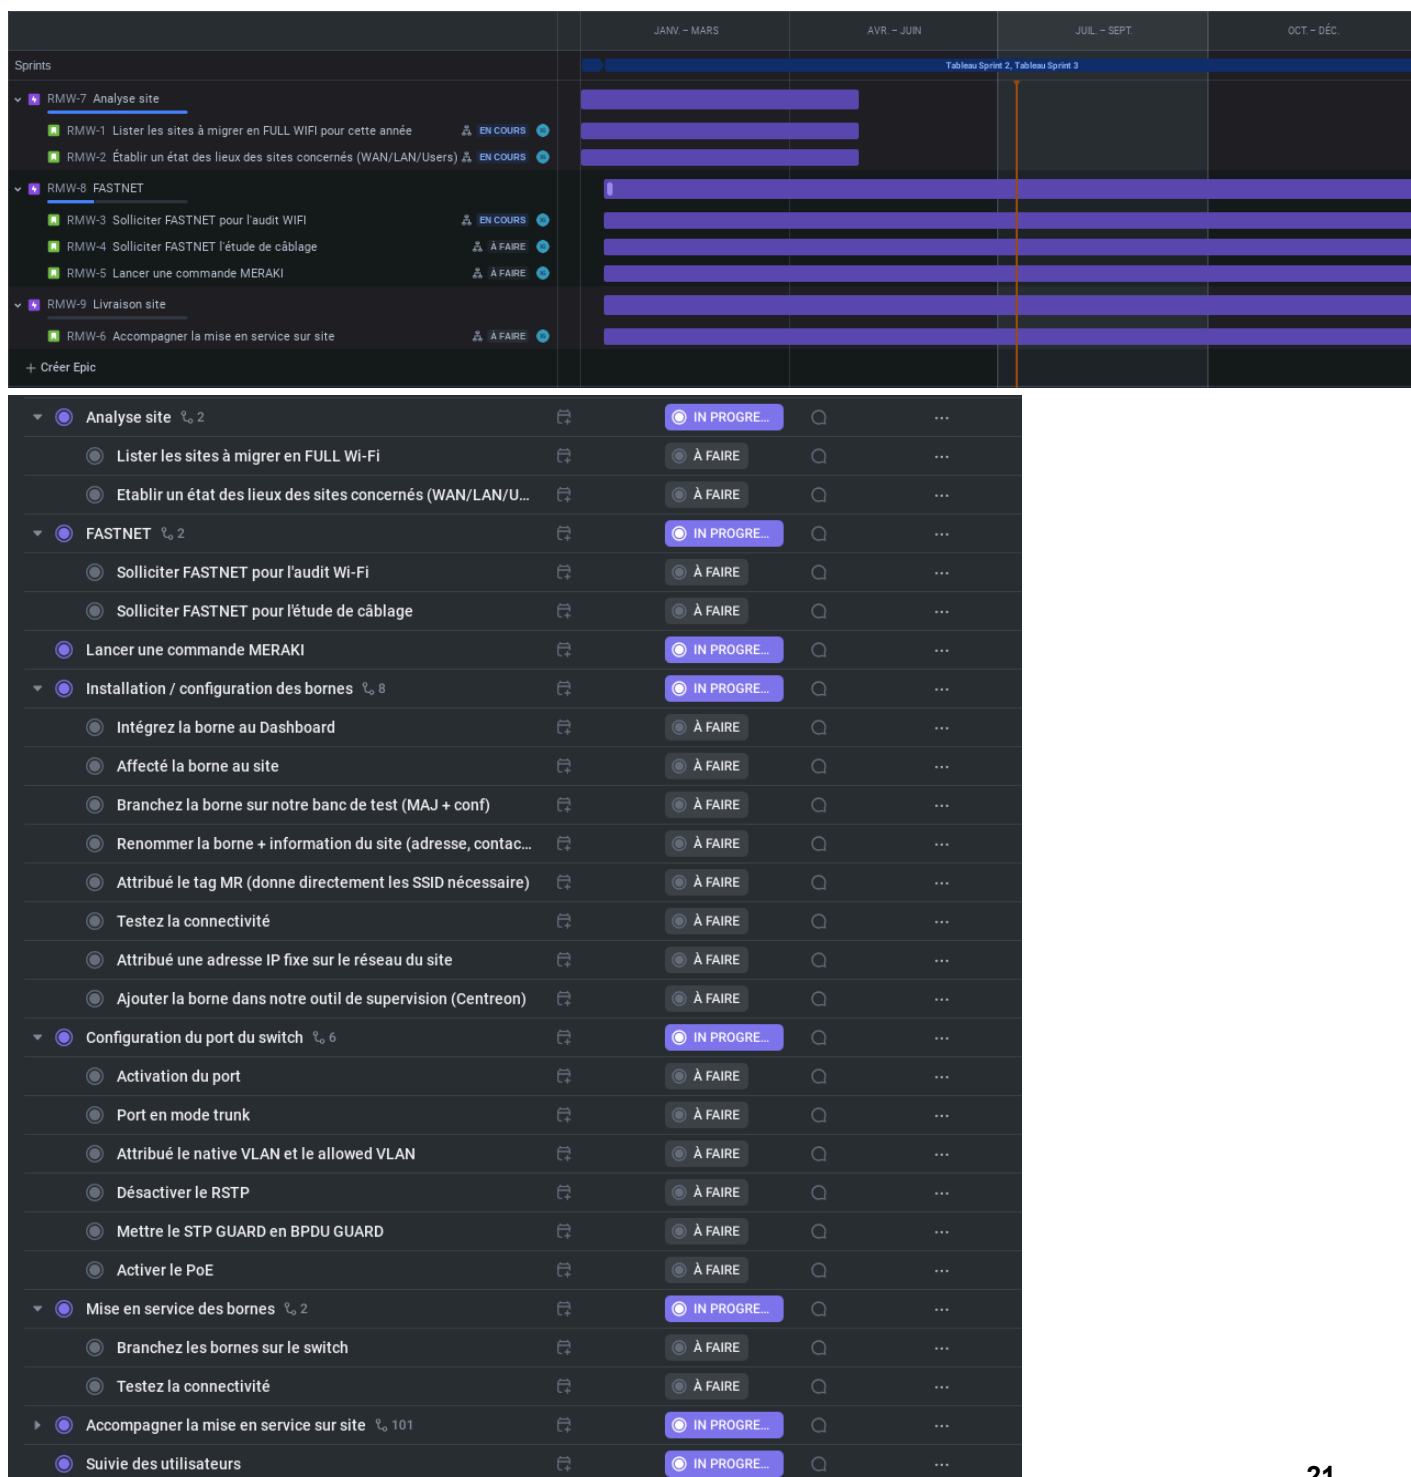 JANV. – MARS AVR. – JUIN JUIL. – SEPT. OCT. – DÉC.
Sprints Tableau Sprint 2, Tableau Sprint 3
RMW-7 Analyse site
RMW-1 Lister les sites à migrer en FULL WIFI pour cette année EN COURS
RMW-2 Établir un état des lieux des sites concernés (WAN/LAN/Users) EN COURS
RMW-8 FASTNET
RMW-3 Solliciter FASTNET pour l'audit WIFI EN COURS
RMW-4 Solliciter FASTNET l'étude de câblage À FAIRE
RMW-5 Lancer une commande MERAKI À FAIRE
RMW-9 Livraison site
RMW-6 Accompagner la mise en service sur site À FAIRE
+ Créer Epic
Analyse site 2 IN PROGRE...
Lister les sites à migrer en FULL Wi-Fi À FAIRE
Etablir un état des lieux des sites concernés (WAN/LAN/U... À FAIRE
FASTNET 2 IN PROGRE...
Solliciter FASTNET pour l'audit Wi-Fi À FAIRE
Solliciter FASTNET pour l'étude de câblage À FAIRE
Lancer une commande MERAKI IN PROGRE...
Installation / configuration des bornes 8 IN PROGRE...
Intégrez la borne au Dashboard À FAIRE
Affecté la borne au site À FAIRE
Branchez la borne sur notre banc de test (MAJ + conf) À FAIRE
Renommer la borne + information du site (adresse, contac... À FAIRE
Attribué le tag MR (donne directement les SSID nécessaire) À FAIRE
Testez la connectivité À FAIRE
Attribué une adresse IP fixe sur le réseau du site À FAIRE
Ajouter la borne dans notre outil de supervision (Centreon) À FAIRE
Configuration du port du switch 6 IN PROGRE...
Activation du port À FAIRE
Port en mode trunk À FAIRE
Attribué le native VLAN et le allowed VLAN À FAIRE
Désactiver le RSTP À FAIRE
Mettre le STP GUARD en BPDU GUARD À FAIRE
Activer le PoE À FAIRE
Mise en service des bornes 2 IN PROGRE...
Branchez les bornes sur le switch À FAIRE
Testez la connectivité À FAIRE
Accompagner la mise en service sur site 101 IN PROGRE...
Suivie des utilisateurs IN PROGRE...
21